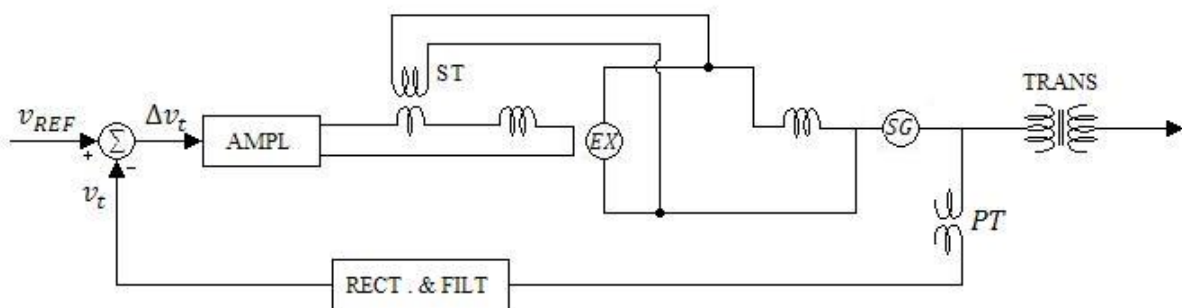 ST
TRANS
v_REF
Δv_t
+
Σ
−
AMPL
EX
SG
v_t
PT
RECT . & FILT